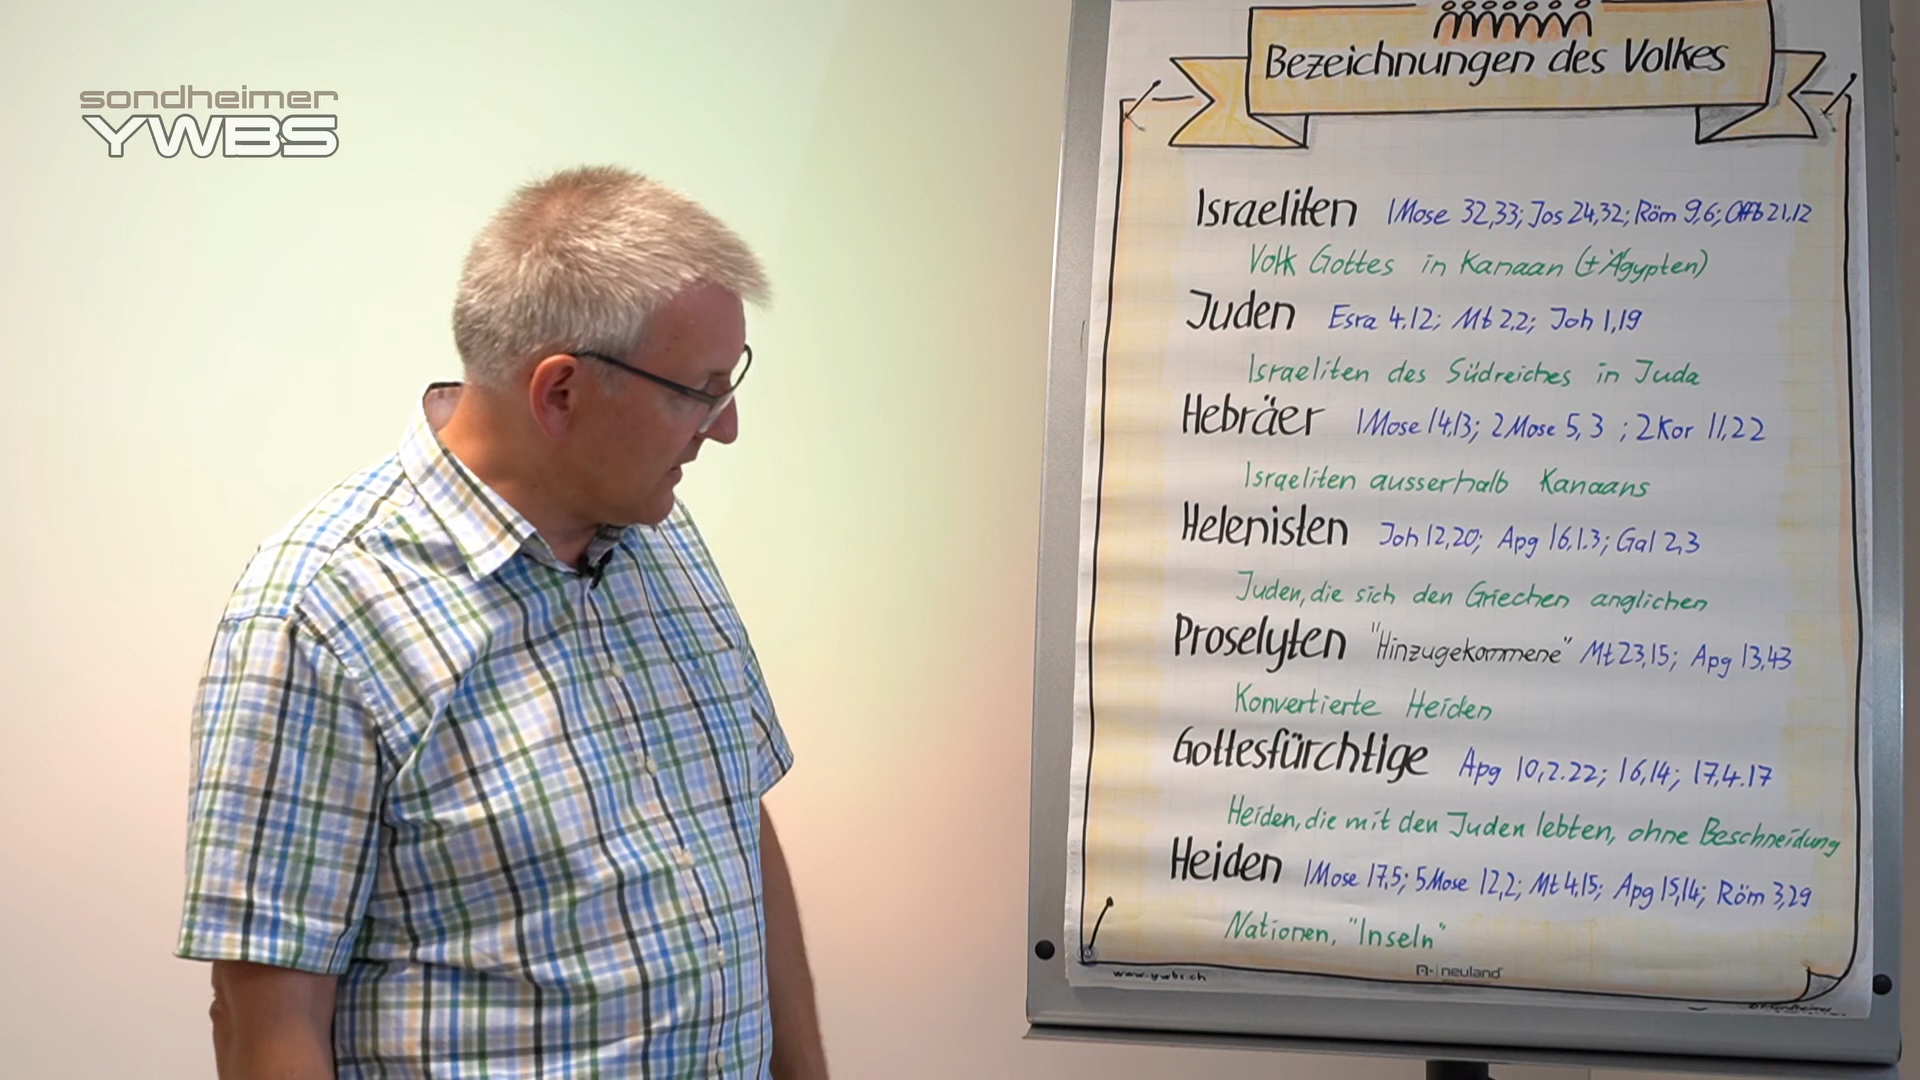 sondheimer
YWBS
Bezeichnungen des Volkes
Israeliten 1Mose 32,33; Jos 24,32; Röm 9,6; Offb 21,12
Volk Gottes in Kanaan (+Ägypten)
Juden Esra 4,12; Mt 2,2; Joh 1,19
Israeliten des Südreiches in Juda
Hebräer 1Mose 14,13; 2Mose 5,3 ; 2Kor 11,22
Israeliten ausserhalb Kanaans
Helenisten Joh 12,20; Apg 16,1.3; Gal 2,3
Juden, die sich den Griechen anglichen
Proselyten "Hinzugekommene" Mt 23,15; Apg 13,43
Konvertierte Heiden
Gottesfürchtige Apg 10,2.22; 16,14; 17,4.17
Heiden, die mit den Juden lebten, ohne Beschneidung
Heiden 1Mose 17,5; 5Mose 12,2; Mt 4,15; Apg 15,14; Röm 3,29
Nationen, "Inseln"
www.ywbs.ch
neuland